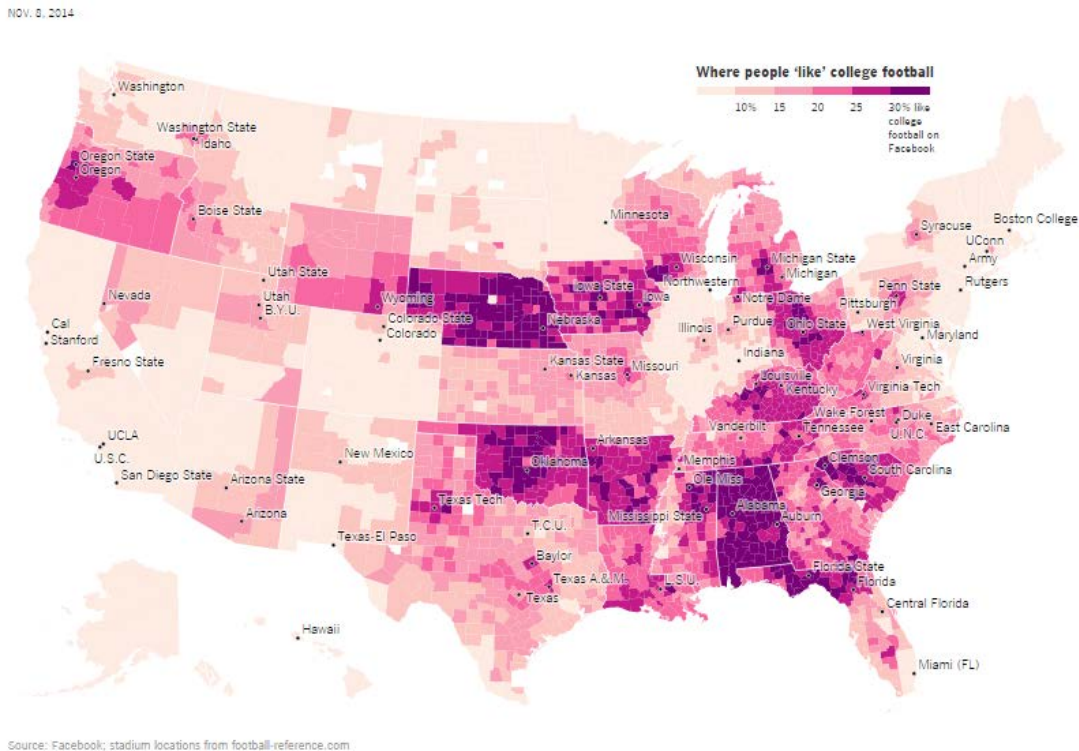 NOV. 8, 2014
Where people ‘like’ college football
10% 15 20 25 30% like
college
football on
Facebook
Washington
Washington State
Idaho
Oregon State
Oregon
Boise State
Minnesota
Syracuse
Boston College
UConn
Army
Wisconsin
Michigan State
Michigan
Utah State
Northwestern
Penn State
Rutgers
Nevada
Utah
B.Y.U.
Wyoming
Iowa State
Iowa
Notre Dame
Pittsburgh
Colorado State
Colorado
Nebraska
Illinois
Purdue
Ohio State
West Virginia
Maryland
Cal
Stanford
Fresno State
Kansas State
Kansas
Missouri
Indiana
Virginia
Louisville
Kentucky
Virginia Tech
UCLA
U.S.C.
Vanderbilt
Wake Forest
Tennessee
Duke
U.N.C.
East Carolina
New Mexico
Oklahoma
Arkansas
Memphis
Clemson
San Diego State
Arizona State
Ole Miss
South Carolina
Georgia
Arizona
Texas Tech
Mississippi State
Alabama
Auburn
Texas-El Paso
T.C.U.
Baylor
Texas A.&M.
Texas
L.S.U.
Florida State
Florida
Central Florida
Hawaii
Miami (FL)
Source: Facebook; stadium locations from football-reference.com